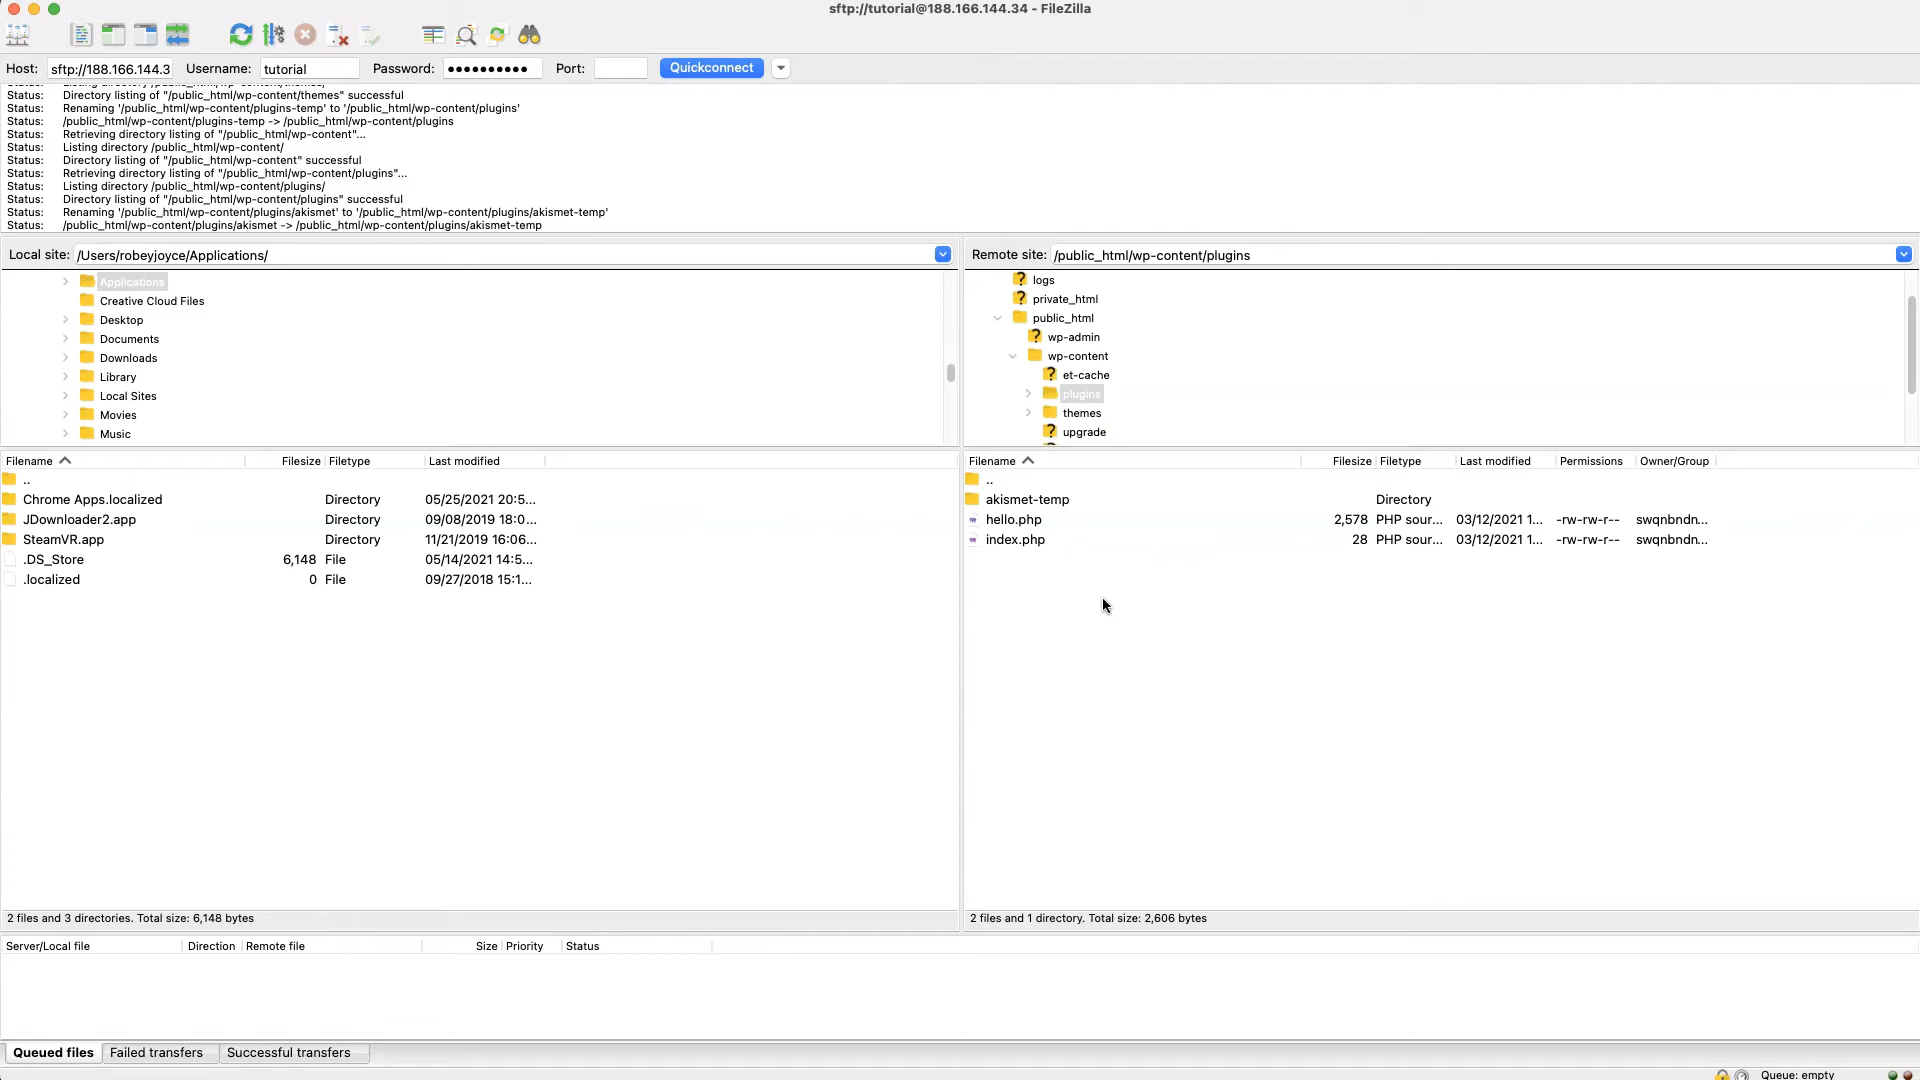 sftp://tutorial@188.166.144.34 - FileZilla
Host: sftp://188.166.144.3 Username: tutorial Password: ●●●●●●●●●● Port: Quickconnect
Status: Directory listing of "/public_html/wp-content/themes" successful
Status: Renaming '/public_html/wp-content/plugins-temp' to '/public_html/wp-content/plugins'
Status: /public_html/wp-content/plugins-temp -> /public_html/wp-content/plugins
Status: Retrieving directory listing of "/public_html/wp-content"...
Status: Listing directory /public_html/wp-content/
Status: Directory listing of "/public_html/wp-content" successful
Status: Retrieving directory listing of "/public_html/wp-content/plugins"...
Status: Listing directory /public_html/wp-content/plugins/
Status: Directory listing of "/public_html/wp-content/plugins" successful
Status: Renaming '/public_html/wp-content/plugins/akismet' to '/public_html/wp-content/plugins/akismet-temp'
Status: /public_html/wp-content/plugins/akismet -> /public_html/wp-content/plugins/akismet-temp
Local site: /Users/robeyjoyce/Applications/
Applications
Creative Cloud Files
Desktop
Documents
Downloads
Library
Local Sites
Movies
Music
Remote site: /public_html/wp-content/plugins
logs
private_html
public_html
wp-admin
wp-content
et-cache
plugins
themes
upgrade
Filename Filesize Filetype Last modified
..
Chrome Apps.localized Directory 05/25/2021 20:5...
JDownloader2.app Directory 09/08/2019 18:0...
SteamVR.app Directory 11/21/2019 16:06...
.DS_Store 6,148 File 05/14/2021 14:5...
.localized 0 File 09/27/2018 15:1...
2 files and 3 directories. Total size: 6,148 bytes
Filename Filesize Filetype Last modified Permissions Owner/Group
..
akismet-temp Directory
hello.php 2,578 PHP sour... 03/12/2021 1... -rw-rw-r-- swqnbndn...
index.php 28 PHP sour... 03/12/2021 1... -rw-rw-r-- swqnbndn...
2 files and 1 directory. Total size: 2,606 bytes
Server/Local file Direction Remote file Size Priority Status
Queued files Failed transfers Successful transfers
Queue: empty